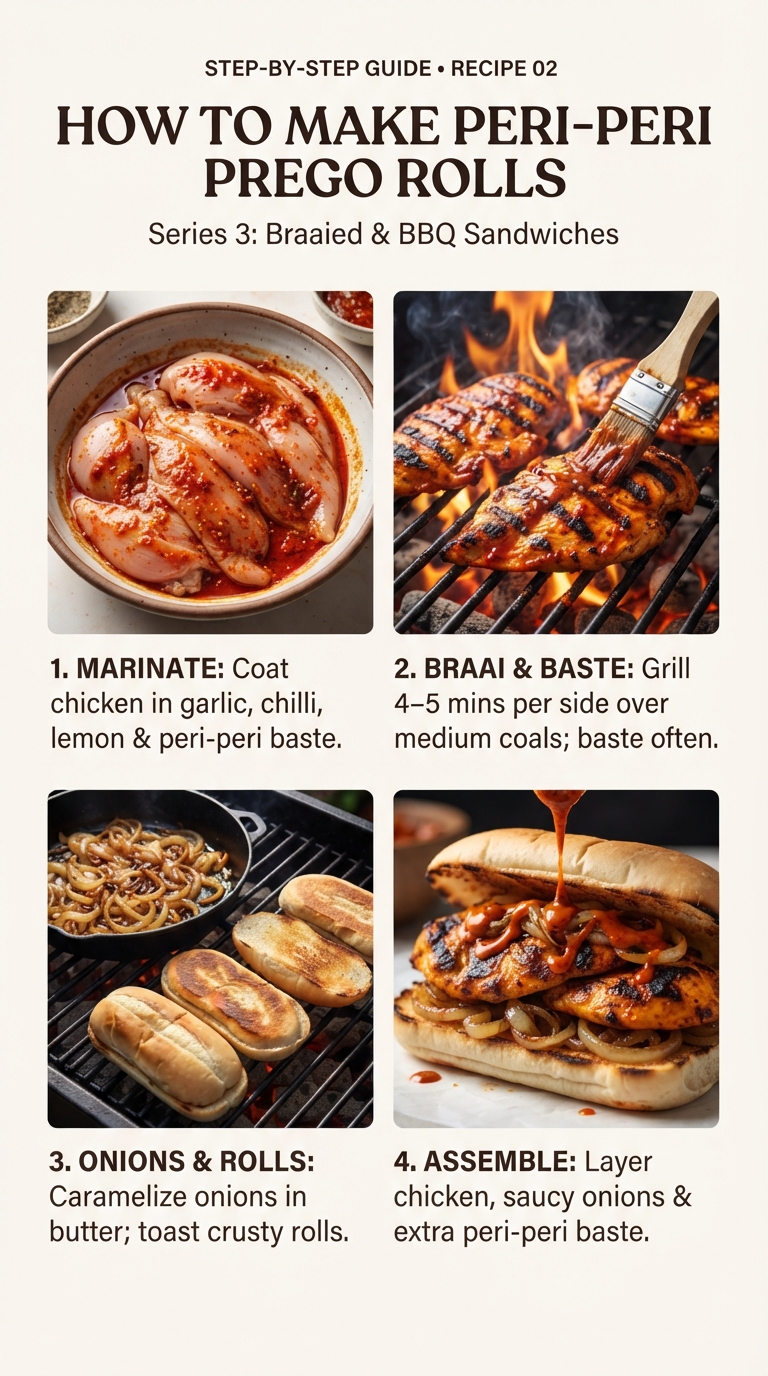 STEP-BY-STEP GUIDE • RECIPE 02
HOW TO MAKE PERI-PERI
PREGO ROLLS
Series 3: Braaied & BBQ Sandwiches
1. MARINATE: Coat
chicken in garlic, chilli,
lemon & peri-peri baste.
2. BRAAI & BASTE: Grill
4–5 mins per side over
medium coals; baste often.
3. ONIONS & ROLLS:
Caramelize onions in
butter; toast crusty rolls.
4. ASSEMBLE: Layer
chicken, saucy onions &
extra peri-peri baste.